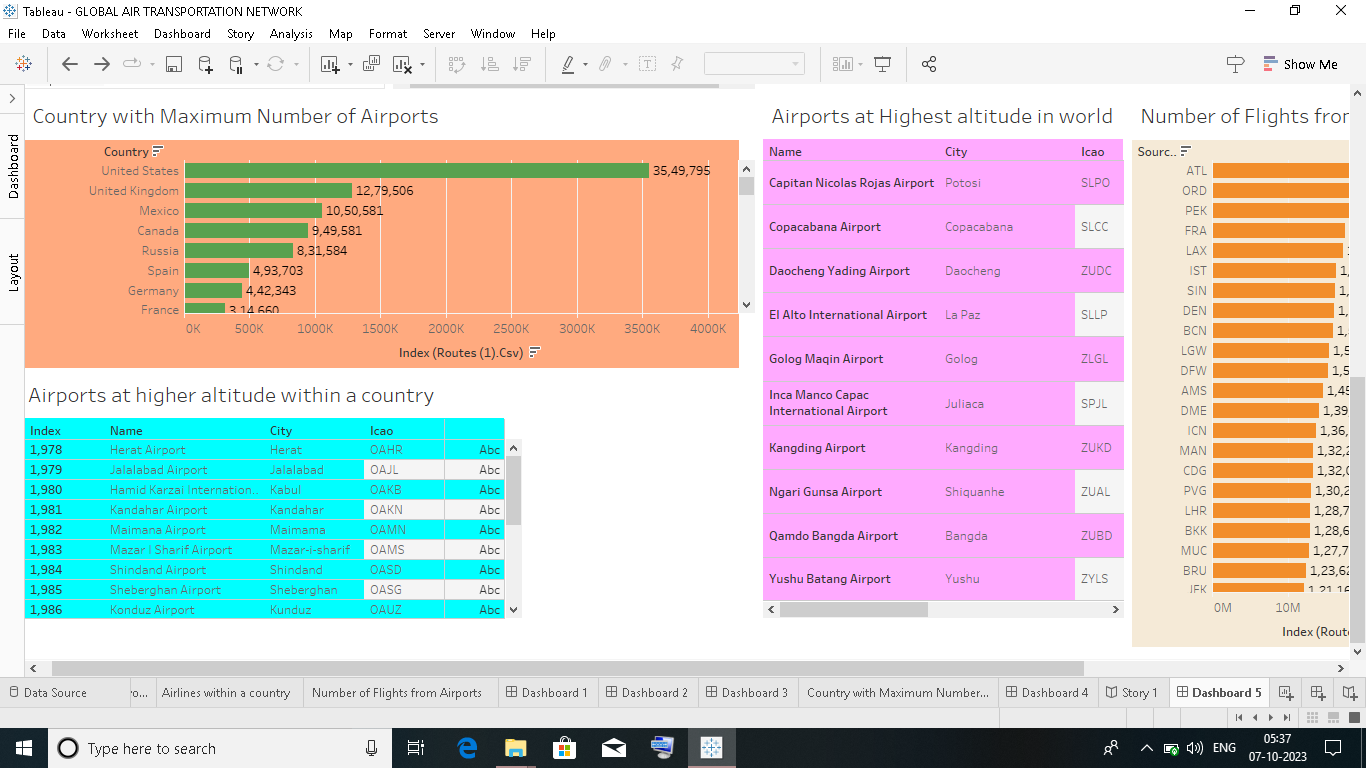 Tableau - GLOBAL AIR TRANSPORTATION NETWORK
File Data Worksheet Dashboard Story Analysis Map Format Server Window Help
Show Me
Dashboard
Layout
Country with Maximum Number of Airports
Country
United States 35,49,795
United Kingdom 12,79,506
Mexico 10,50,581
Canada 9,49,581
Russia 8,31,584
Spain 4,93,703
Germany 4,42,343
France 3,14,660
0K 500K 1000K 1500K 2000K 2500K 3000K 3500K 4000K
Index (Routes (1).Csv)
Airports at higher altitude within a country
Index Name City Icao
1,978 Herat Airport Herat OAHR Abc
1,979 Jalalabad Airport Jalalabad OAJL Abc
1,980 Hamid Karzai Internation.. Kabul OAKB Abc
1,981 Kandahar Airport Kandahar OAKN Abc
1,982 Maimana Airport Maimama OAMN Abc
1,983 Mazar I Sharif Airport Mazar-i-sharif OAMS Abc
1,984 Shindand Airport Shindand OASD Abc
1,985 Sheberghan Airport Sheberghan OASG Abc
1,986 Konduz Airport Kunduz OAUZ Abc
Airports at Highest altitude in world
Name City Icao
Capitan Nicolas Rojas Airport Potosi SLPO
Copacabana Airport Copacabana SLCC
Daocheng Yading Airport Daocheng ZUDC
El Alto International Airport La Paz SLLP
Golog Maqin Airport Golog ZLGL
Inca Manco Capac
International Airport Juliaca SPJL
Kangding Airport Kangding ZUKD
Ngari Gunsa Airport Shiquanhe ZUAL
Qamdo Bangda Airport Bangda ZUBD
Yushu Batang Airport Yushu ZYLS
Number of Flights fror
Sourc..
ATL
ORD
PEK
FRA
LAX
IST 1,
SIN 1,
DEN 1,
BCN 1,
LGW 1,5
DFW 1,5
AMS 1,45
DME 1,39
ICN 1,36,
MAN 1,32,2
CDG 1,32,0
PVG 1,30,2
LHR 1,28,7
BKK 1,28,6
MUC 1,27,7
BRU 1,23,62
JFK 1,21,16
0M 10M
Index (Route
Data Source
vo...
Airlines within a country
Number of Flights from Airports
Dashboard 1
Dashboard 2
Dashboard 3
Country with Maximum Number...
Dashboard 4
Story 1
Dashboard 5
Type here to search
ENG
05:37
07-10-2023